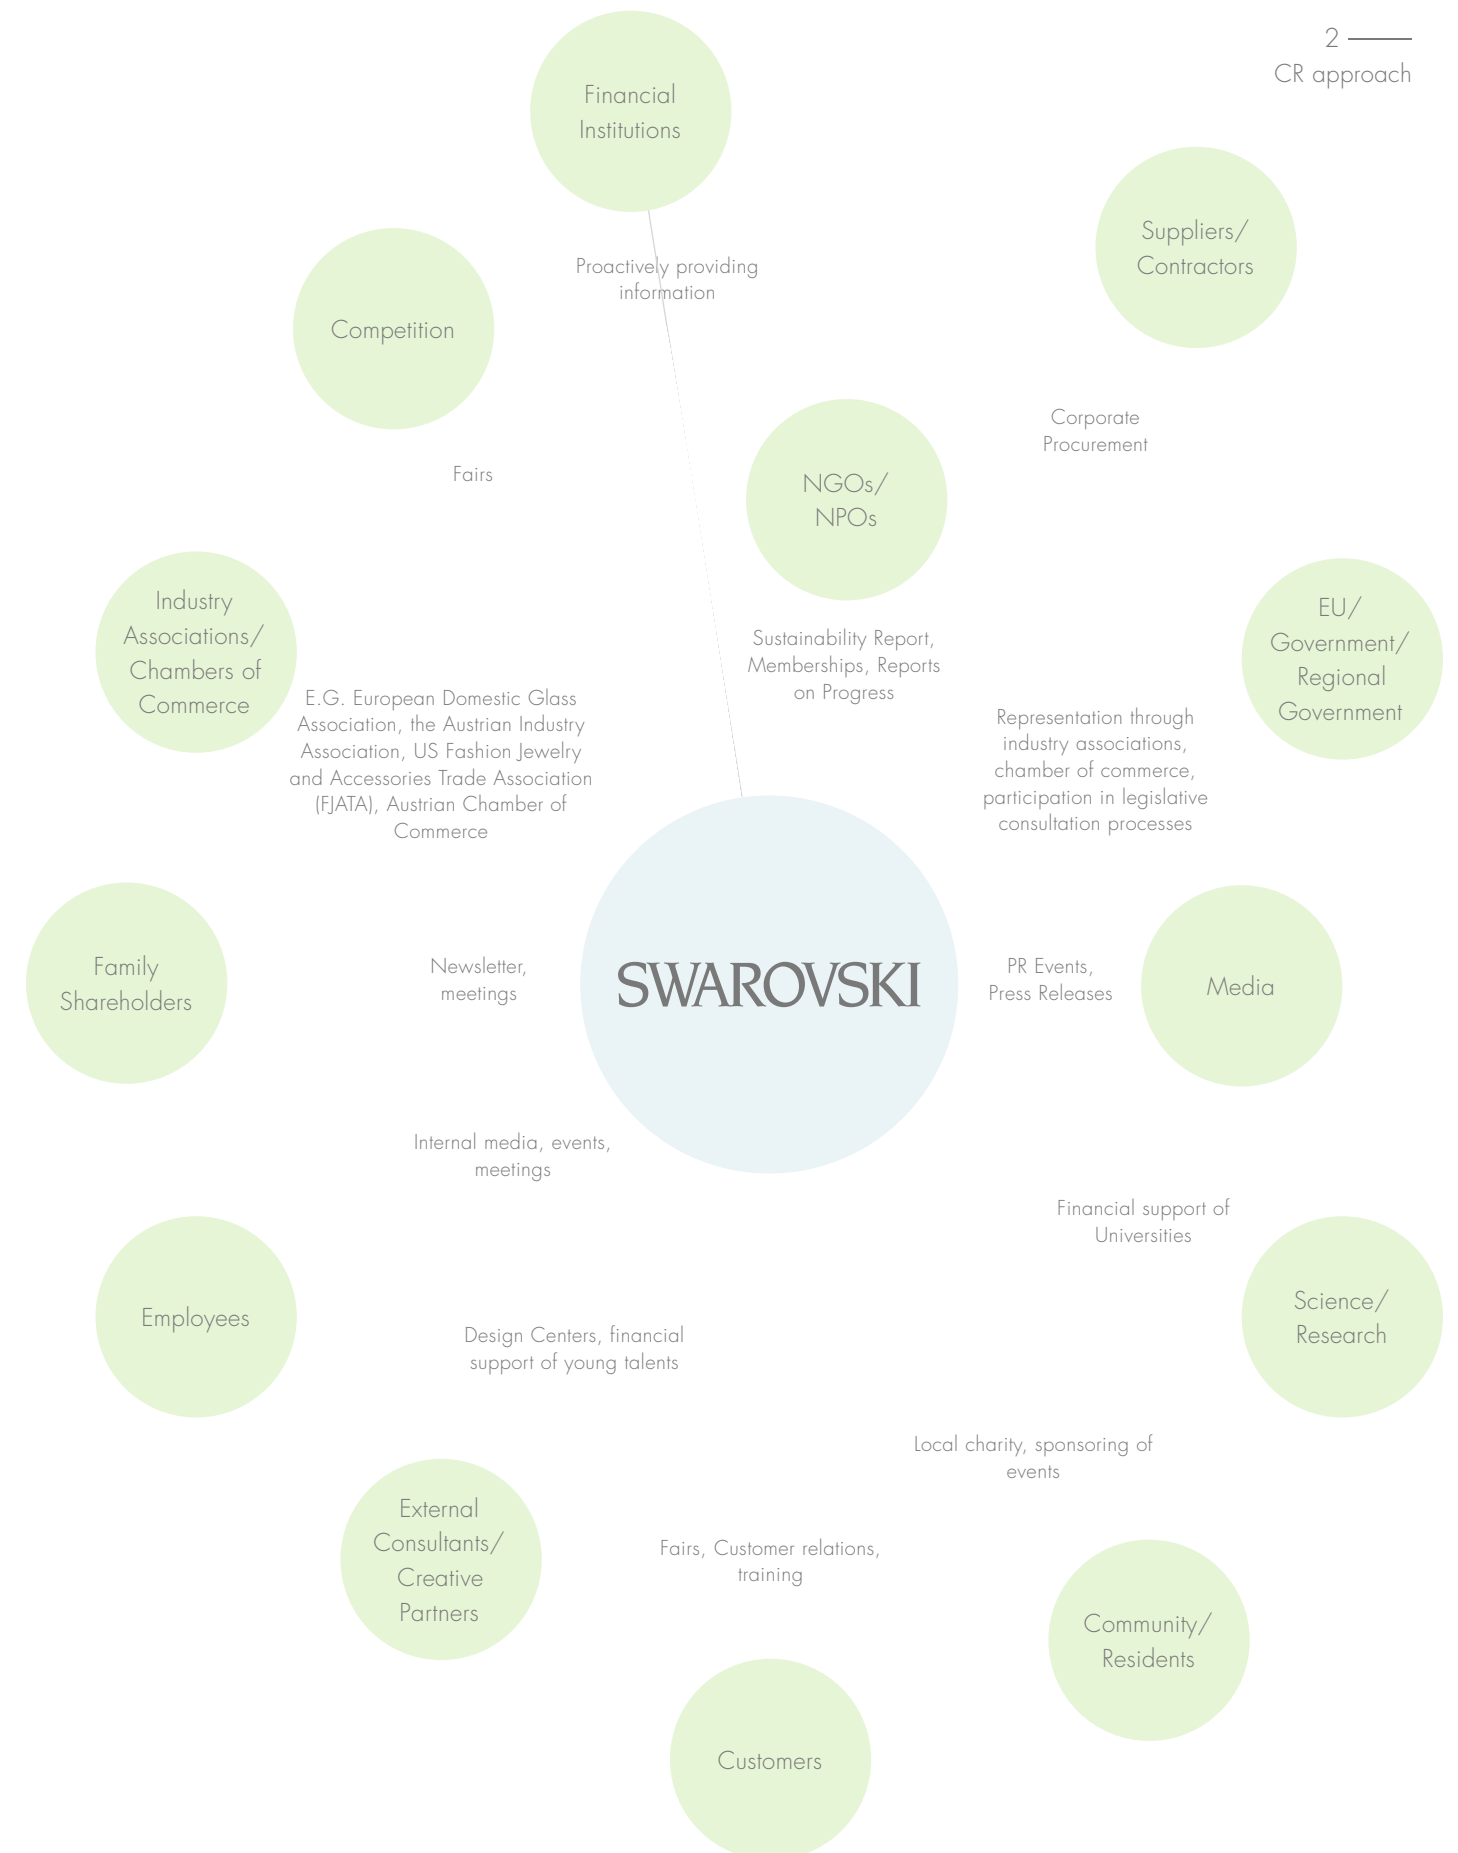 2
CR approach
Financial
Institutions
Suppliers/
Contractors
Proactively providing
information
Competition
Corporate
Procurement
Fairs
NGOs/
NPOs
Industry
Associations/
Chambers of
Commerce
EU/
Government/
Regional
Government
Sustainability Report,
Memberships, Reports
on Progress
E.G. European Domestic Glass
Association, the Austrian Industry
Association, US Fashion Jewelry
and Accessories Trade Association
(FJATA), Austrian Chamber of
Commerce
Representation through
industry associations,
chamber of commerce,
participation in legislative
consultation processes
Family
Shareholders
Newsletter,
meetings
SWAROVSKI
PR Events,
Press Releases
Media
Internal media, events,
meetings
Financial support of
Universities
Employees
Science/
Research
Design Centers, financial
support of young talents
Local charity, sponsoring of
events
External
Consultants/
Creative
Partners
Fairs, Customer relations,
training
Community/
Residents
Customers